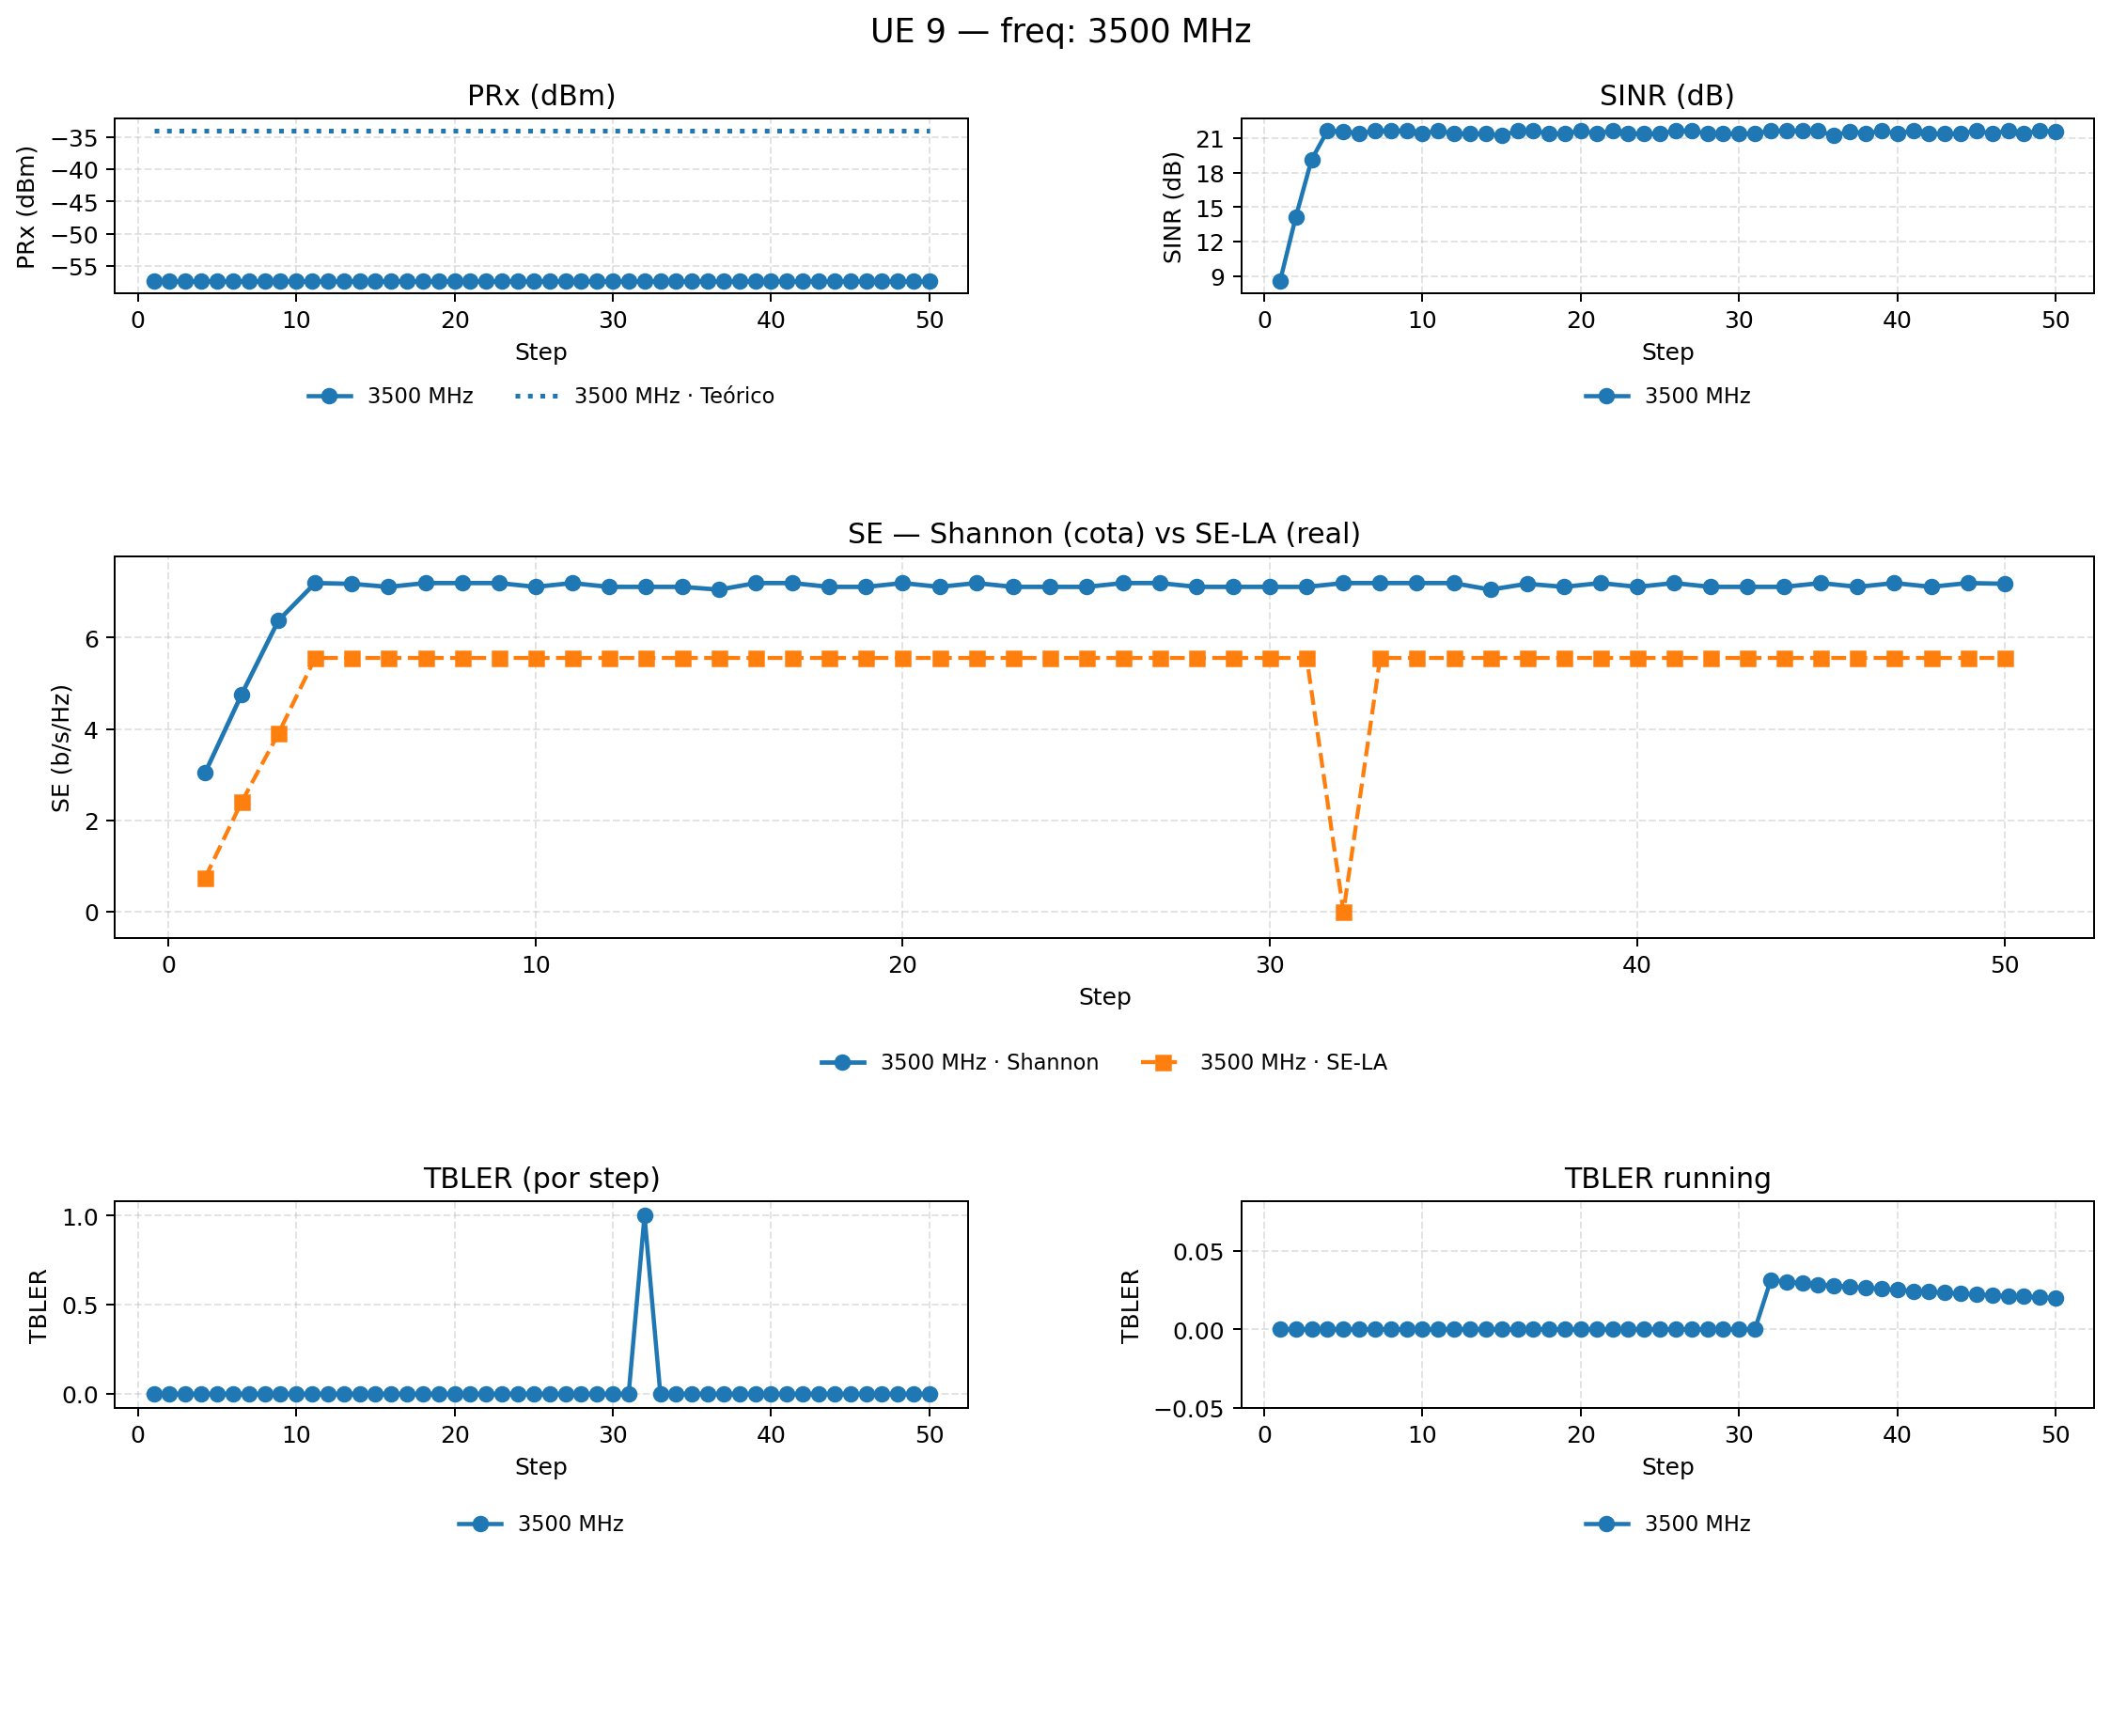 UE 9 — freq: 3500 MHz
PRx (dBm)
PRx (dBm)
−35
−40
−45
−50
−55
0 10 20 30 40 50
Step
3500 MHz 3500 MHz · Teórico
SINR (dB)
SINR (dB)
21
18
15
12
9
0 10 20 30 40 50
Step
3500 MHz
SE — Shannon (cota) vs SE-LA (real)
SE (b/s/Hz)
6
4
2
0
0 10 20 30 40 50
Step
3500 MHz · Shannon 3500 MHz · SE-LA
TBLER (por step)
TBLER
1.0
0.5
0.0
0 10 20 30 40 50
Step
3500 MHz
TBLER running
TBLER
0.05
0.00
−0.05
0 10 20 30 40 50
Step
3500 MHz